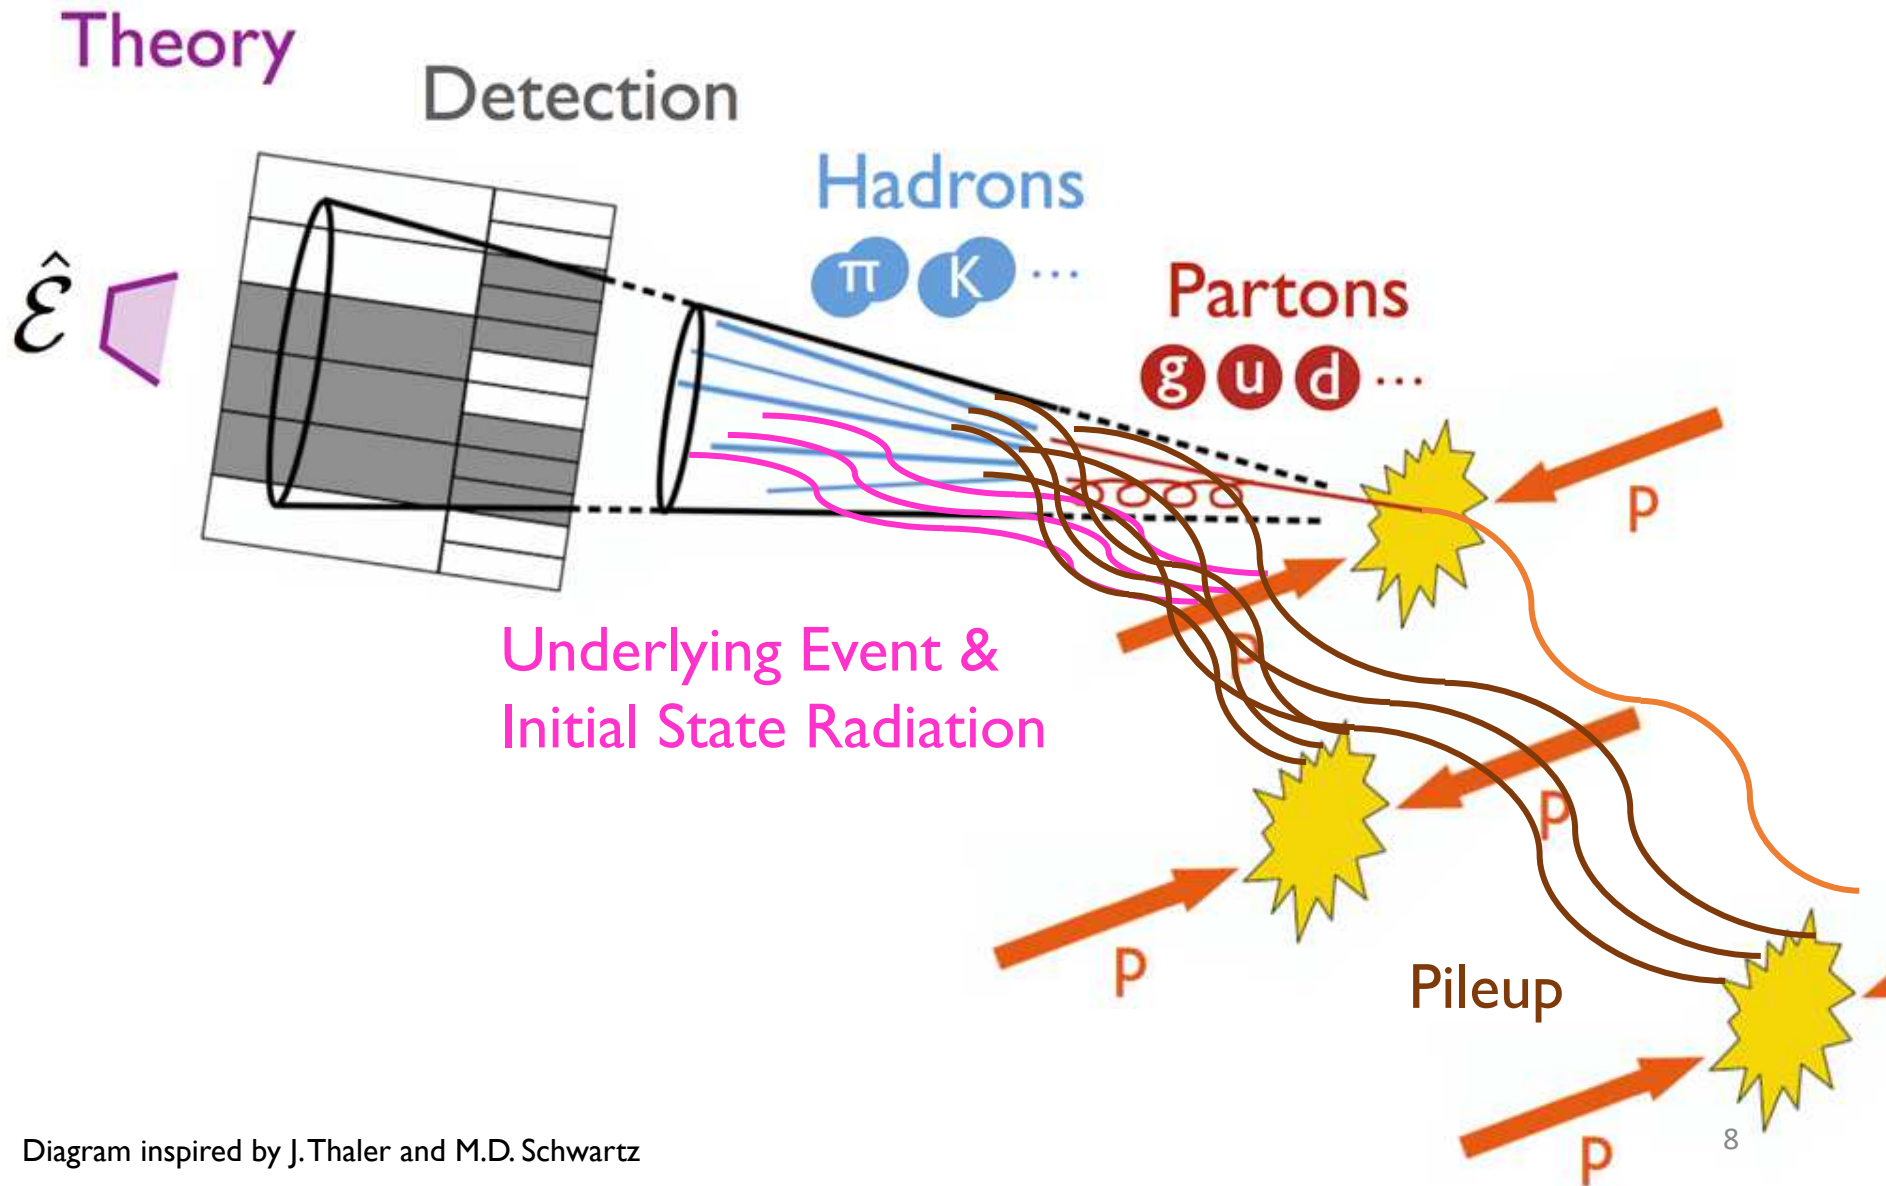 Theory
Detection
Hadrons
π K ...
Partons
g u d ...
ℰ̂
p
p
Underlying Event &
Initial State Radiation
p
p
Pileup
p
8
Diagram inspired by J. Thaler and M.D. Schwartz